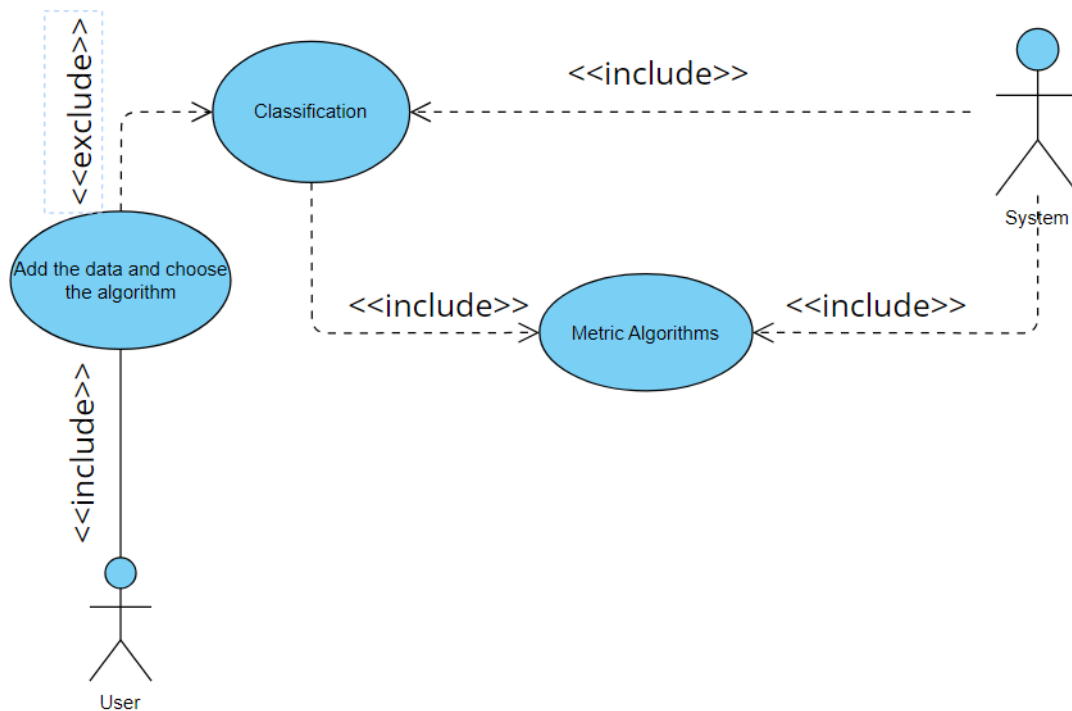 <<exclude>>
<<include>>
Classification
System
Add the data and choose
the algorithm
<<include>>
<<include>>
Metric Algorithms
<<include>>
User